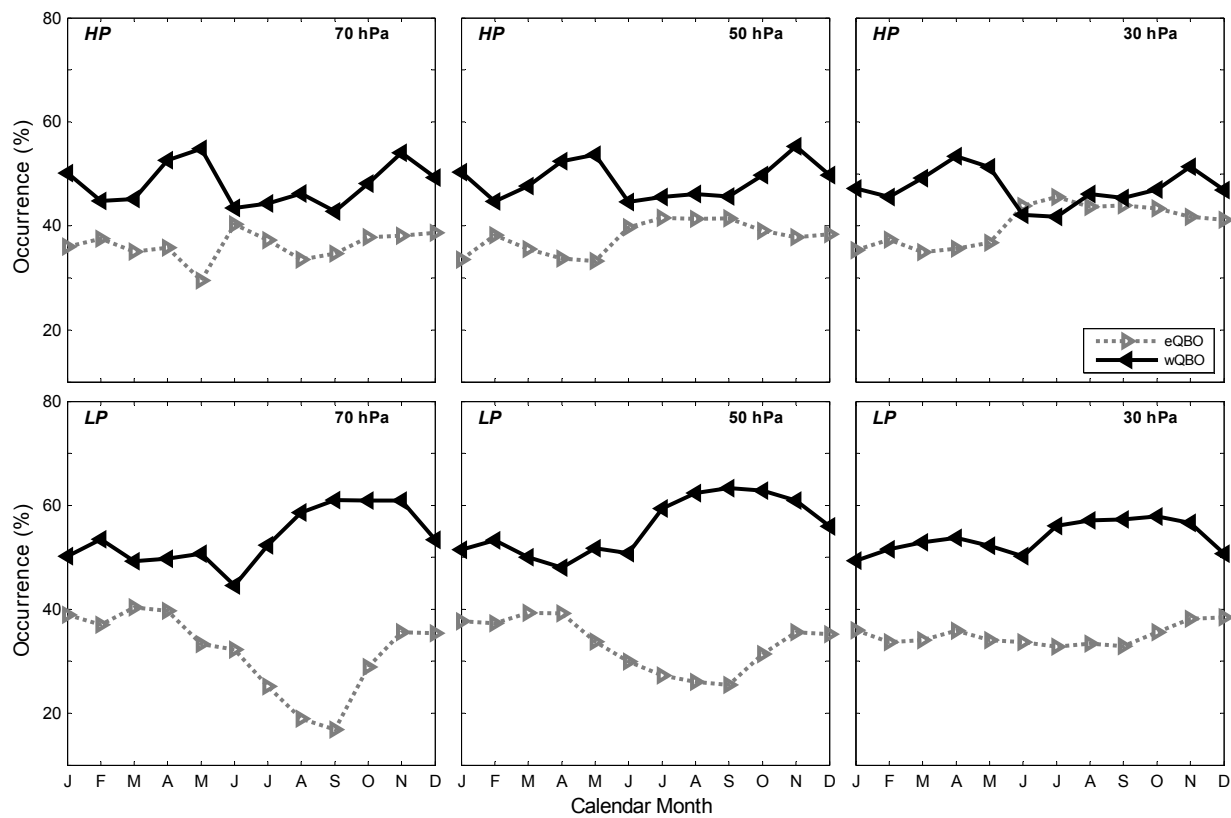 HP 70 hPa
HP 50 hPa
HP 30 hPa
80
60
40
20
Occurrence (%)
eQBO
wQBO
LP 70 hPa
LP 50 hPa
LP 30 hPa
80
60
40
20
Occurrence (%)
J F M A M J J A S O N D
J F M A M J J A S O N D
J F M A M J J A S O N D
Calendar Month